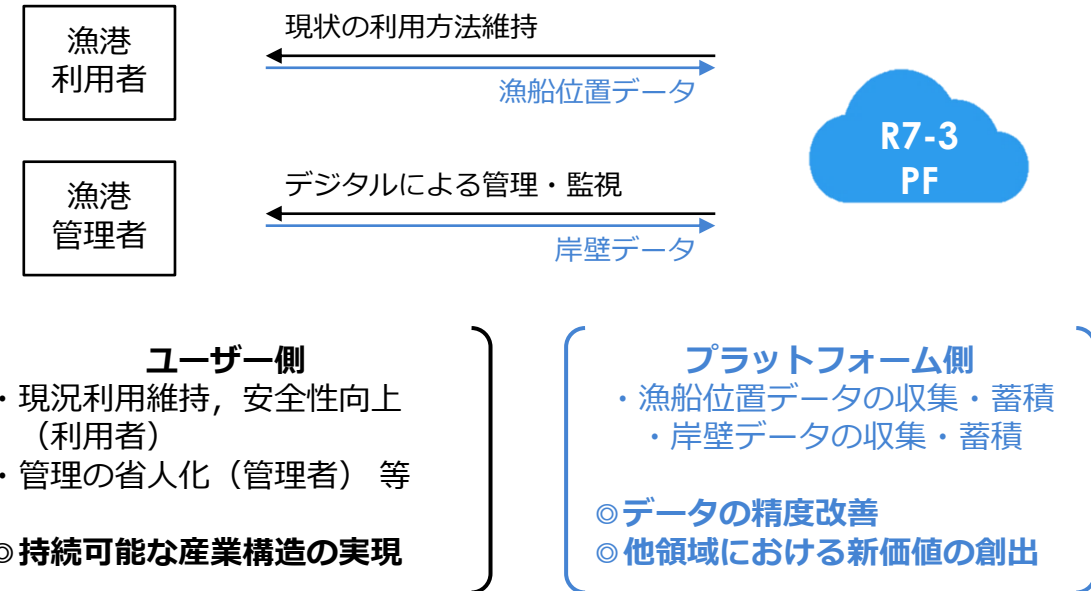 漁港
利用者
現状の利用方法維持
漁船位置データ
R7-3
PF
漁港
管理者
デジタルによる管理・監視
岸壁データ
ユーザー側
・現況利用維持，安全性向上
（利用者）
・管理の省人化（管理者） 等
◎持続可能な産業構造の実現
プラットフォーム側
・漁船位置データの収集・蓄積
・岸壁データの収集・蓄積
◎データの精度改善
◎他領域における新価値の創出